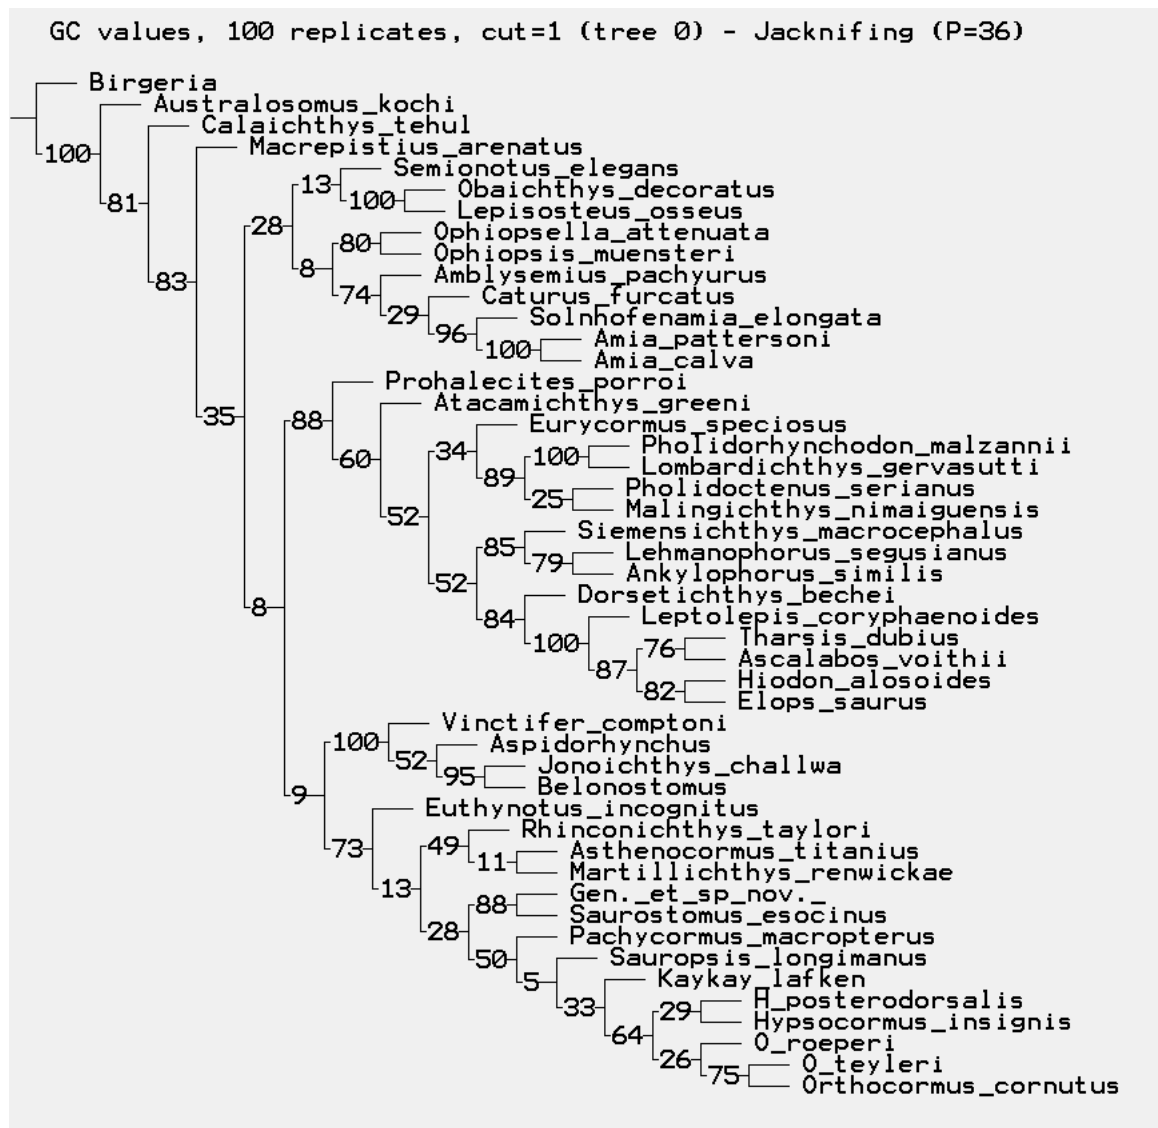 GC values, 100 replicates, cut=1 (tree 0) - Jacknifing (P=36)
Birgeria
Australosomus_kochi
Calaichthys_tehul
Macrepistius_arenatus
100
Semionotus_elegans
13
Obaichthys_decoratus
100
81
Lepisosteus_osseus
28
Ophiopsella_attenuata
80
Ophiopsis_muensteri
8
Amblysemius_pachyurus
83
74
Caturus_furcatus
29
Solnhofenamia_elongata
96
Amia_pattersoni
100
Amia_calva
Prohalecites_porroi
Atacamichthys_greeni
35
88
Eurycormus_speciosus
Pholidorhynchodon_malzannii
34
100
60
Lombardichthys_gervasutti
89
Pholidoctenus_serianus
25
Malingichthys_nimaiguensis
52
Siemensichthys_macrocephalus
85
Lehmanophorus_segusianus
79
Ankylophorus_similis
52
Dorsetichthys_bechei
8
Leptolepis_coryphaenoides
84
Tharsis_dubius
100
76
Ascalabos_voithii
87
Hiodon_alosoides
82
Elops_saurus
Vinctifer_comptoni
100
Aspidorhynchus
52
Jonoichthys_challwa
95
Belonostomus
9
Euthynotus_incognitus
Rhinconichthys_taylori
49
73
Asthenocormus_titanius
11
Martillichthys_renwickae
13
Gen._et_sp_nov._
88
Saurostomus_esocinus
28
Pachycormus_macropterus
Sauropsis_longimanus
50
Kaykay_lafken
5
H_posterodorsalis
33
29
Hypsocormus_insignis
64
O_roeperi
26
O_teyleri
75
Orthocormus_cornutus